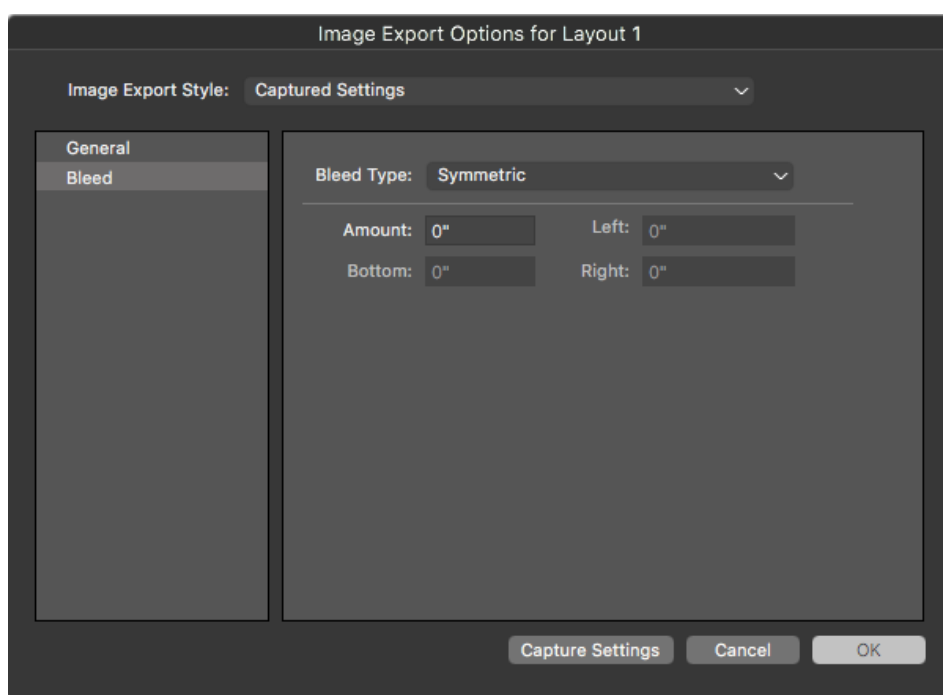 Image Export Options for Layout 1
Image Export Style: Captured Settings
General
Bleed
Bleed Type: Symmetric
Amount: 0" Left: 0"
Bottom: 0" Right: 0"
Capture Settings Cancel OK